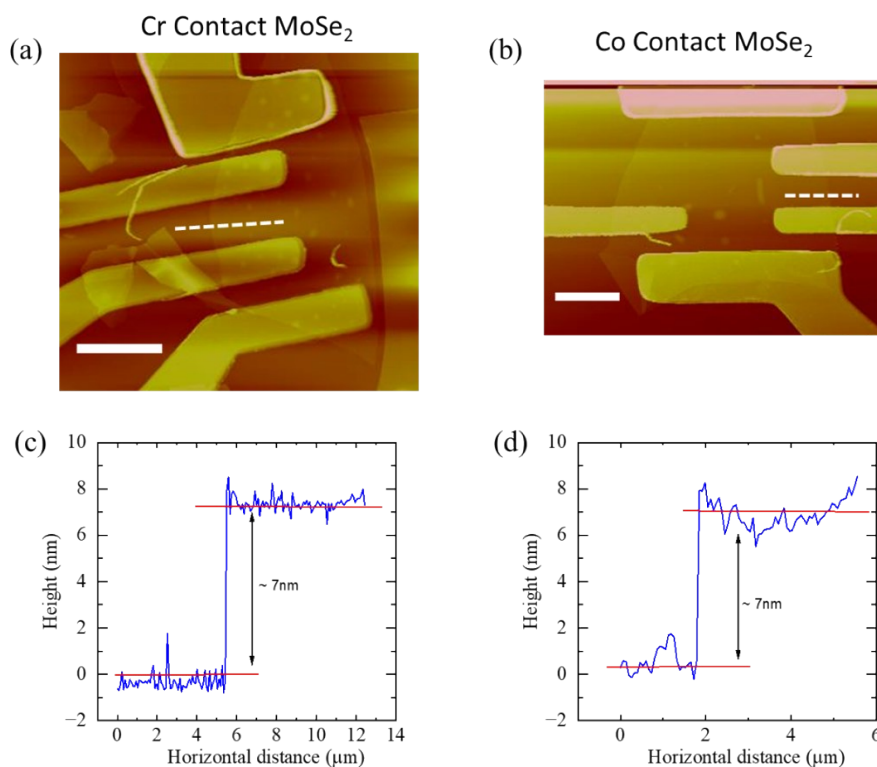 Cr Contact MoSe₂
(a)
Co Contact MoSe₂
(b)
(c)
10
8
6
4
2
0
−2
Height (nm)
~ 7nm
0 2 4 6 8 10 12 14
Horizontal distance (μm)
(d)
10
8
6
4
2
0
−2
Height (nm)
~ 7nm
0 2 4 6
Horizontal distance (μm)